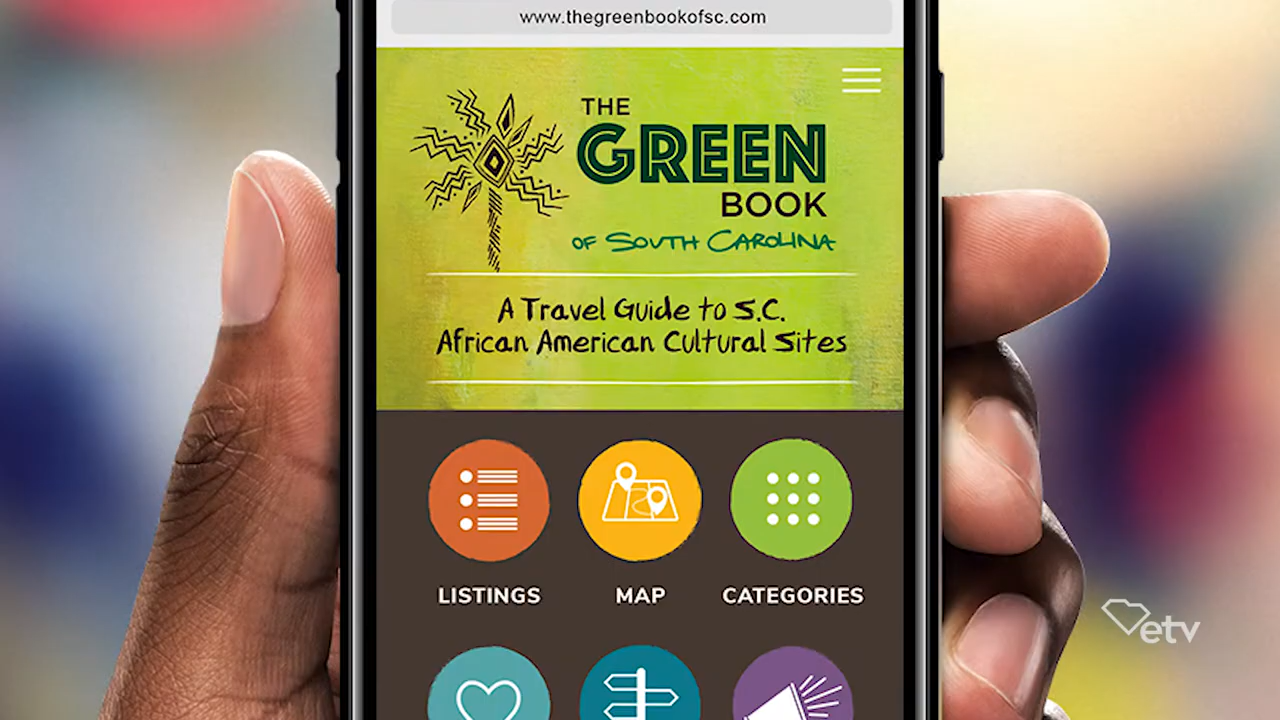 www.thegreenbookofsc.com
THE
GREEN
BOOK
OF SOUTH CAROLINA
A Travel Guide to S.C.
African American Cultural Sites
LISTINGS MAP CATEGORIES
etv